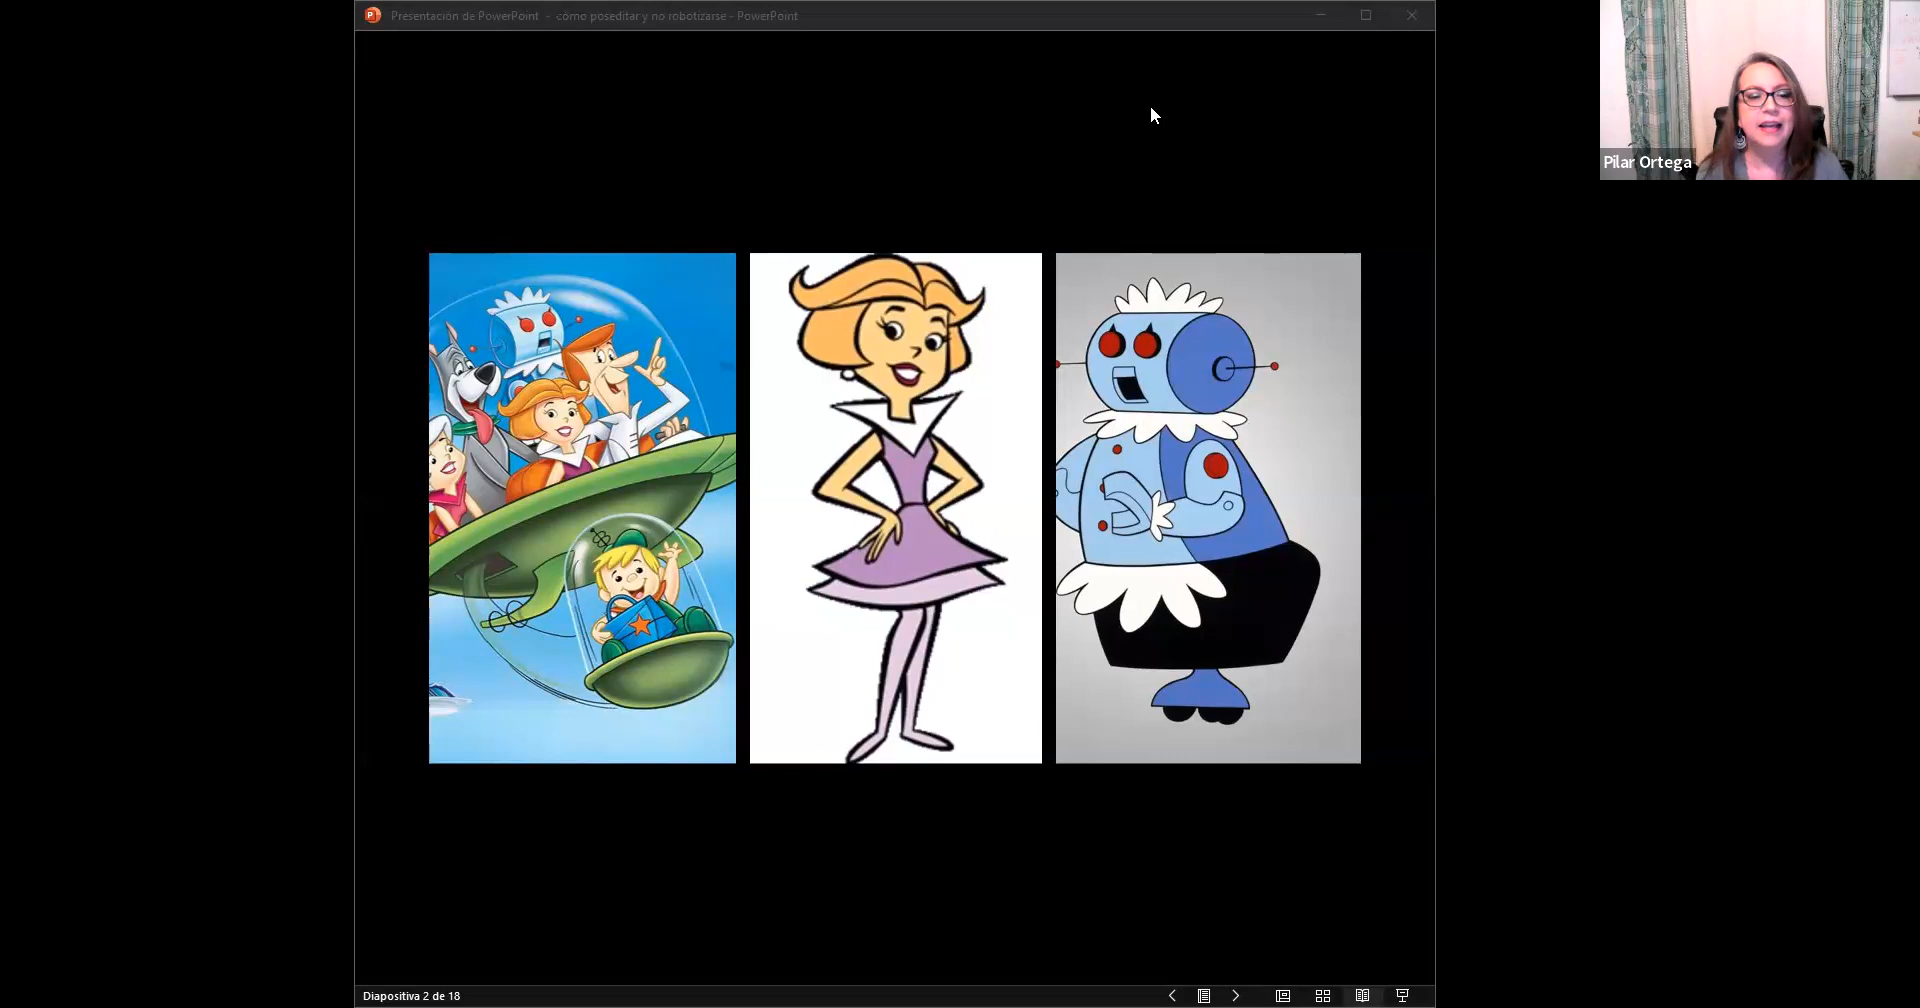 Presentación de PowerPoint - cómo poseditar y no robotizarse - PowerPoint
Pilar Ortega
Diapositiva 2 de 18